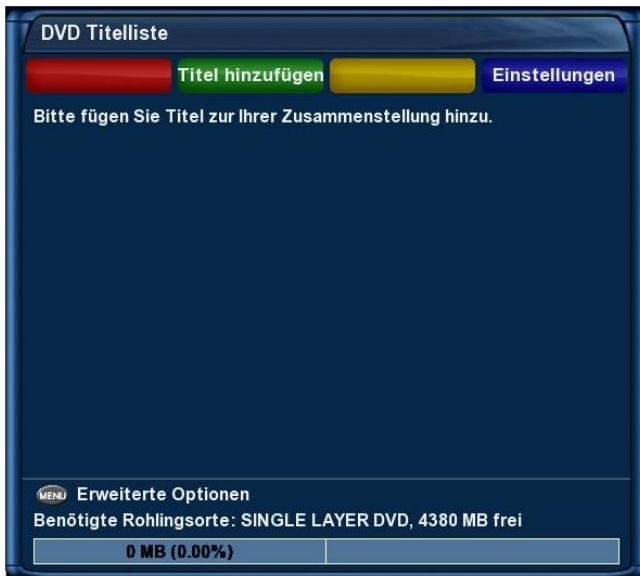 DVD Titelliste
Titel hinzufügen Einstellungen
Bitte fügen Sie Titel zur Ihrer Zusammenstellung hinzu.
MENU Erweiterte Optionen
Benötigte Rohlingsorte: SINGLE LAYER DVD, 4380 MB frei
0 MB (0.00%)